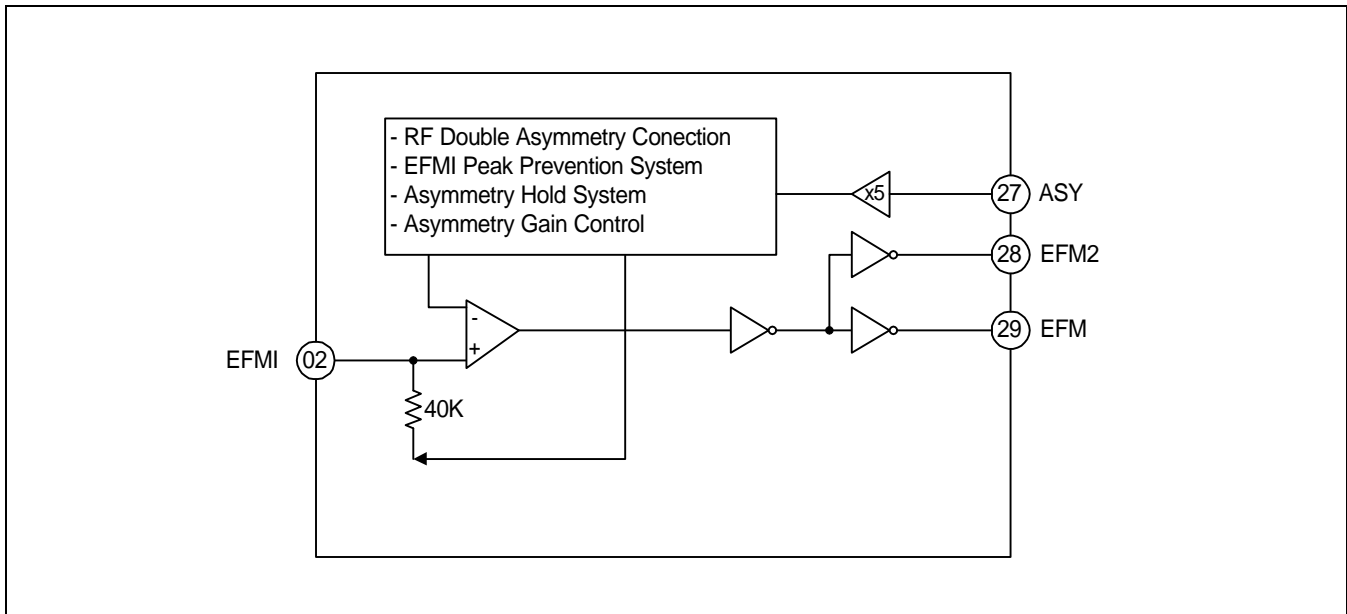 - RF Double Asymmetry Conection
- EFMI Peak Prevention System
- Asymmetry Hold System
- Asymmetry Gain Control
x5
27 ASY
28 EFM2
-
+
29 EFM
EFMI 02
40K